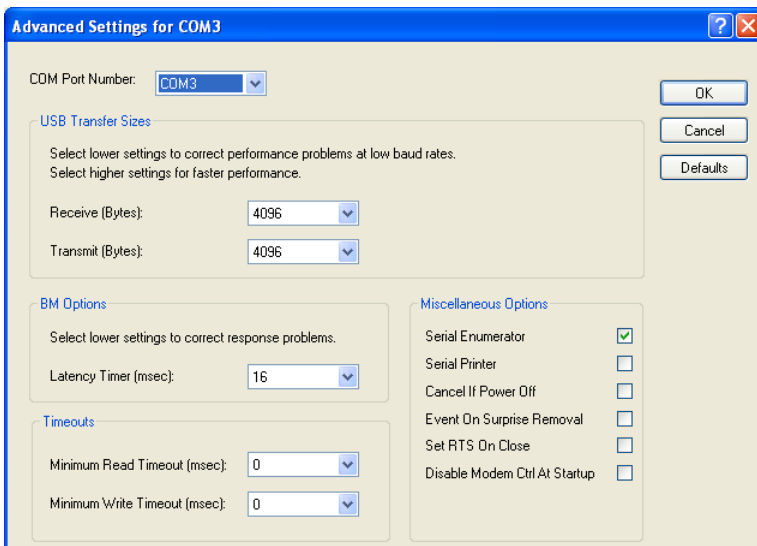 Advanced Settings for COM3
COM Port Number: COM3
OK
Cancel
Defaults
USB Transfer Sizes
Select lower settings to correct performance problems at low baud rates.
Select higher settings for faster performance.
Receive (Bytes): 4096
Transmit (Bytes): 4096
BM Options
Select lower settings to correct response problems.
Latency Timer (msec): 16
Timeouts
Minimum Read Timeout (msec): 0
Minimum Write Timeout (msec): 0
Miscellaneous Options
Serial Enumerator
Serial Printer
Cancel If Power Off
Event On Surprise Removal
Set RTS On Close
Disable Modem Ctrl At Startup